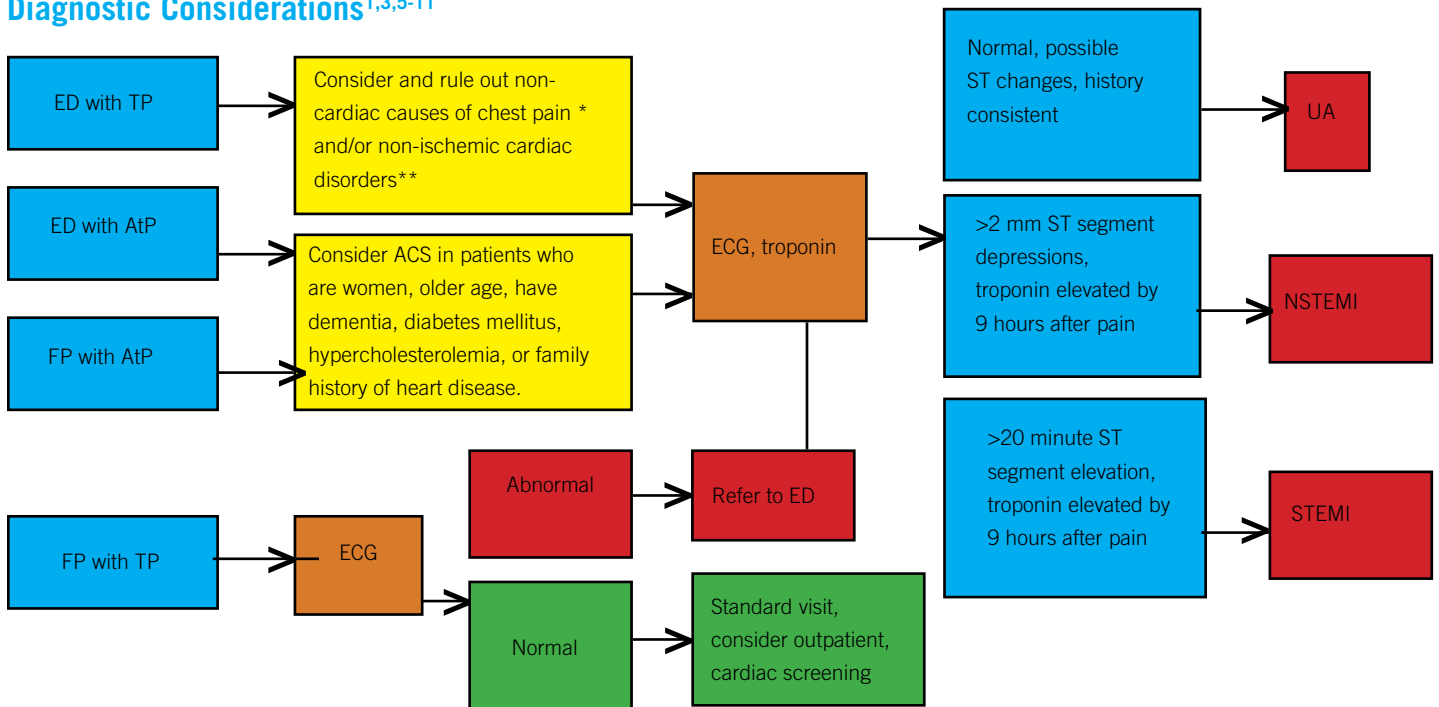 Diagnostic Considerations1,3,5-11
ED with TP
Consider and rule out non-
cardiac causes of chest pain *
and/or non-ischemic cardiac
disorders**
ED with AtP
FP with AtP
Consider ACS in patients who
are women, older age, have
dementia, diabetes mellitus,
hypercholesterolemia, or family
history of heart disease.
ECG, troponin
Normal, possible
ST changes, history
consistent
UA
>2 mm ST segment
depressions,
troponin elevated by
9 hours after pain
NSTEMI
>20 minute ST
segment elevation,
troponin elevated by
9 hours after pain
STEMI
FP with TP
ECG
Abnormal
Refer to ED
Normal
Standard visit,
consider outpatient,
cardiac screening